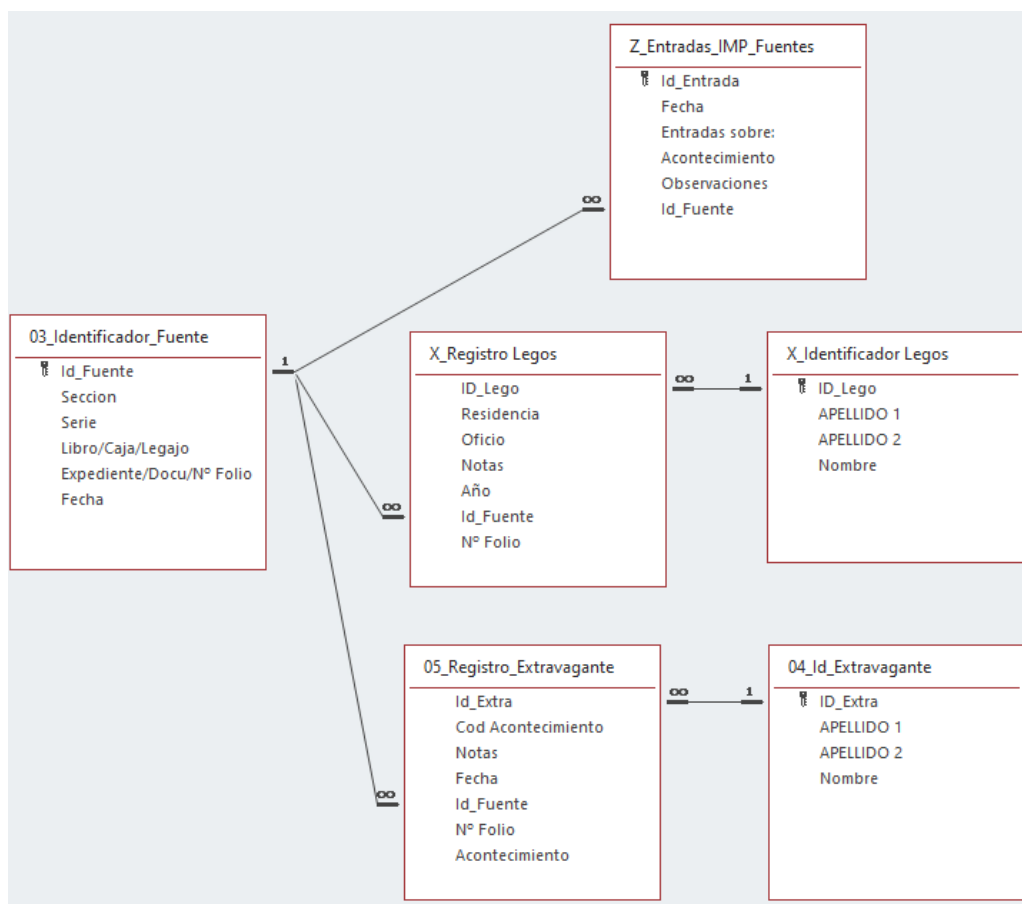 Z_Entradas_IMP_Fuentes
Id_Entrada
Fecha
Entradas sobre:
Acontecimiento
Observaciones
Id_Fuente
∞
03_Identificador_Fuente
Id_Fuente
Seccion
Serie
Libro/Caja/Legajo
Expediente/Docu/Nº Folio
Fecha
1
X_Registro Legos
ID_Lego
Residencia
Oficio
Notas
Año
Id_Fuente
Nº Folio
∞
∞
1
X_Identificador Legos
ID_Lego
APELLIDO 1
APELLIDO 2
Nombre
05_Registro_Extravagante
Id_Extra
Cod Acontecimiento
Notas
Fecha
Id_Fuente
Nº Folio
Acontecimiento
∞
∞
1
04_Id_Extravagante
ID_Extra
APELLIDO 1
APELLIDO 2
Nombre